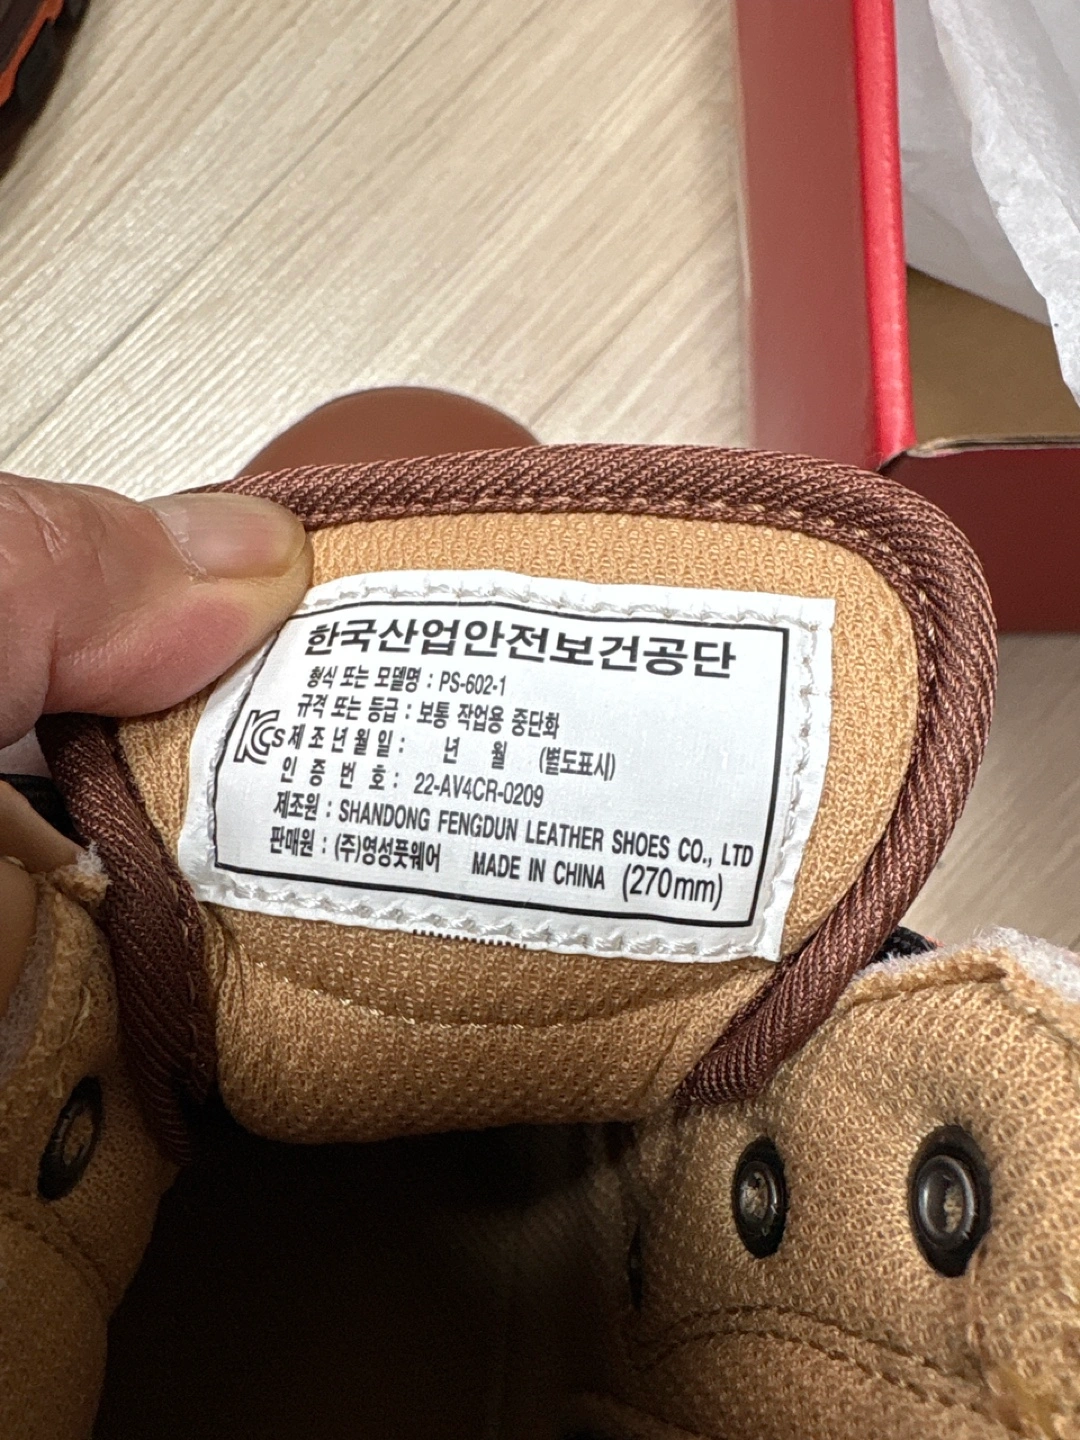 한국산업안전보건공단
형식 또는 모델명 : PS-602-1
규격 또는 등급 : 보통 작업용 중단화
KCs 제 조 년 월 일 : 년 월 (별도표시)
인 증 번 호 : 22-AV4CR-0209
제조원 : SHANDONG FENGDUN LEATHER SHOES CO., LTD
판매원 : (주)영성풋웨어 MADE IN CHINA (270mm)